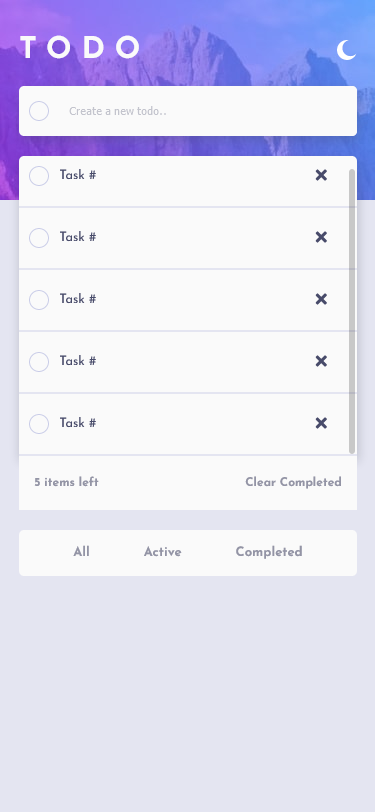 TODO
Create a new todo..
Task #
Task #
Task #
Task #
Task #
5 items left Clear Completed
All Active Completed